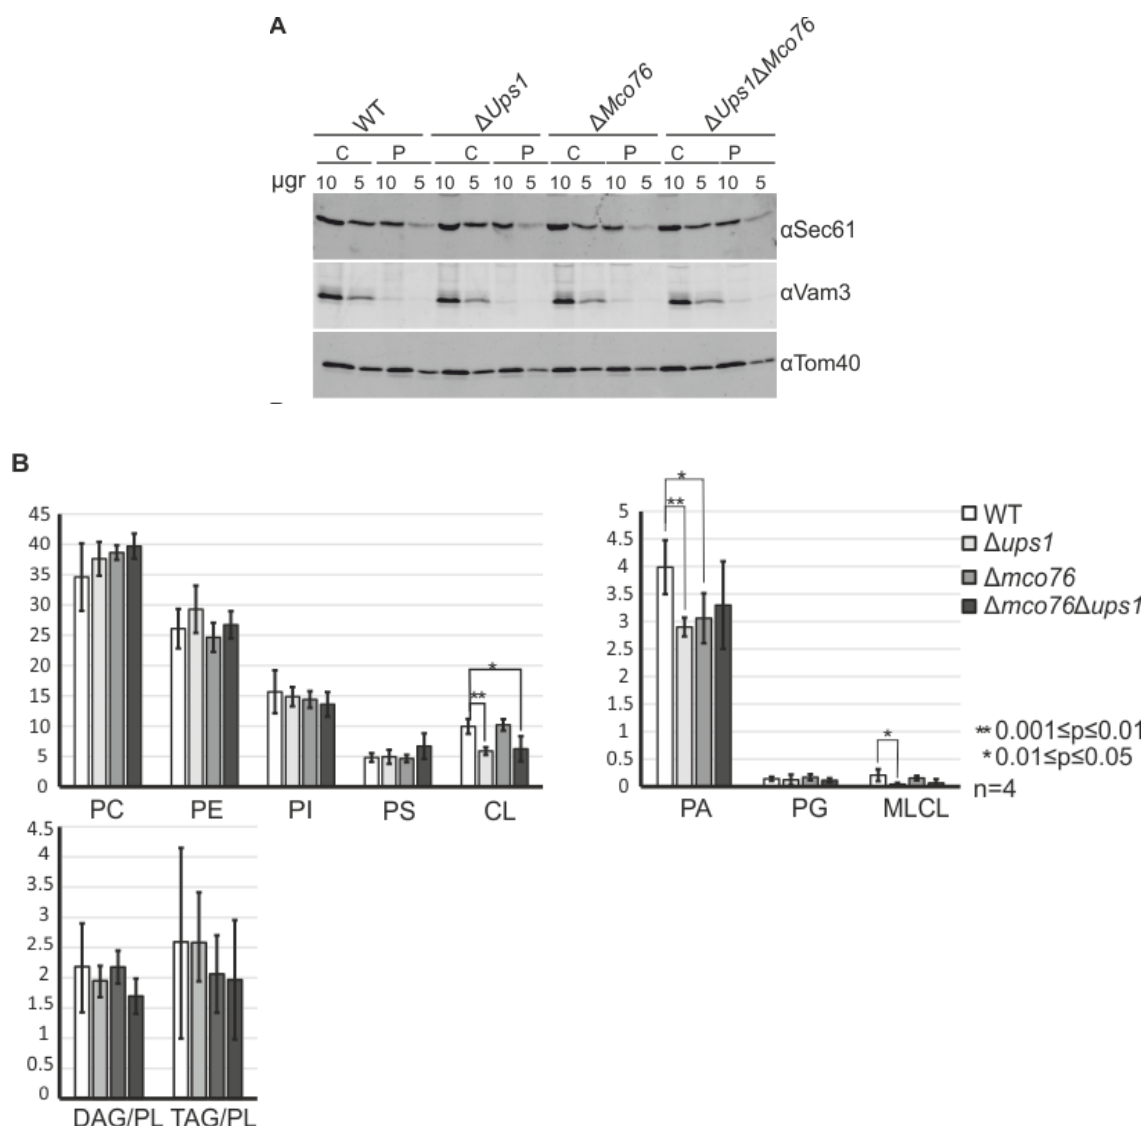 A
WT ΔUps1 ΔMco76 ΔUps1ΔMco76
C P C P C P C P
µgr 10 5 10 5 10 5 10 5 10 5 10 5 10 5 10 5
αSec61
αVam3
αTom40
B
45
40
35
30
25
20
15
10
5
0
PC PE PI PS CL
** *
5
4.5
4
3.5
3
2.5
2
1.5
1
0.5
0
PA PG MLCL
* ** *
WT
Δups1
Δmco76
Δmco76Δups1
** 0.001≤p≤0.01
* 0.01≤p≤0.05
n=4
4.5
4
3.5
3
2.5
2
1.5
1
0.5
0
DAG/PL TAG/PL